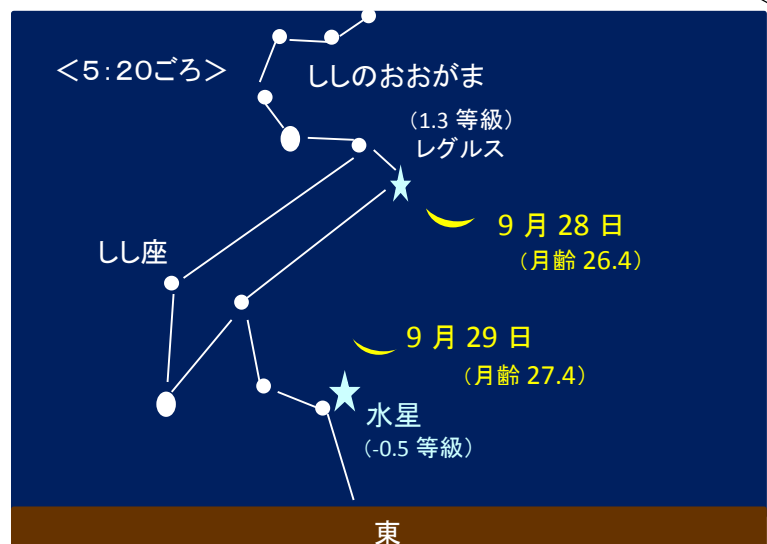 ＜５：２０ごろ＞
ししのおおがま
（1.3 等級）
レグルス
9 月 28 日
（月齢 26.4）
しし座
9 月 29 日
（月齢 27.4）
水星
（-0.5 等級）
東